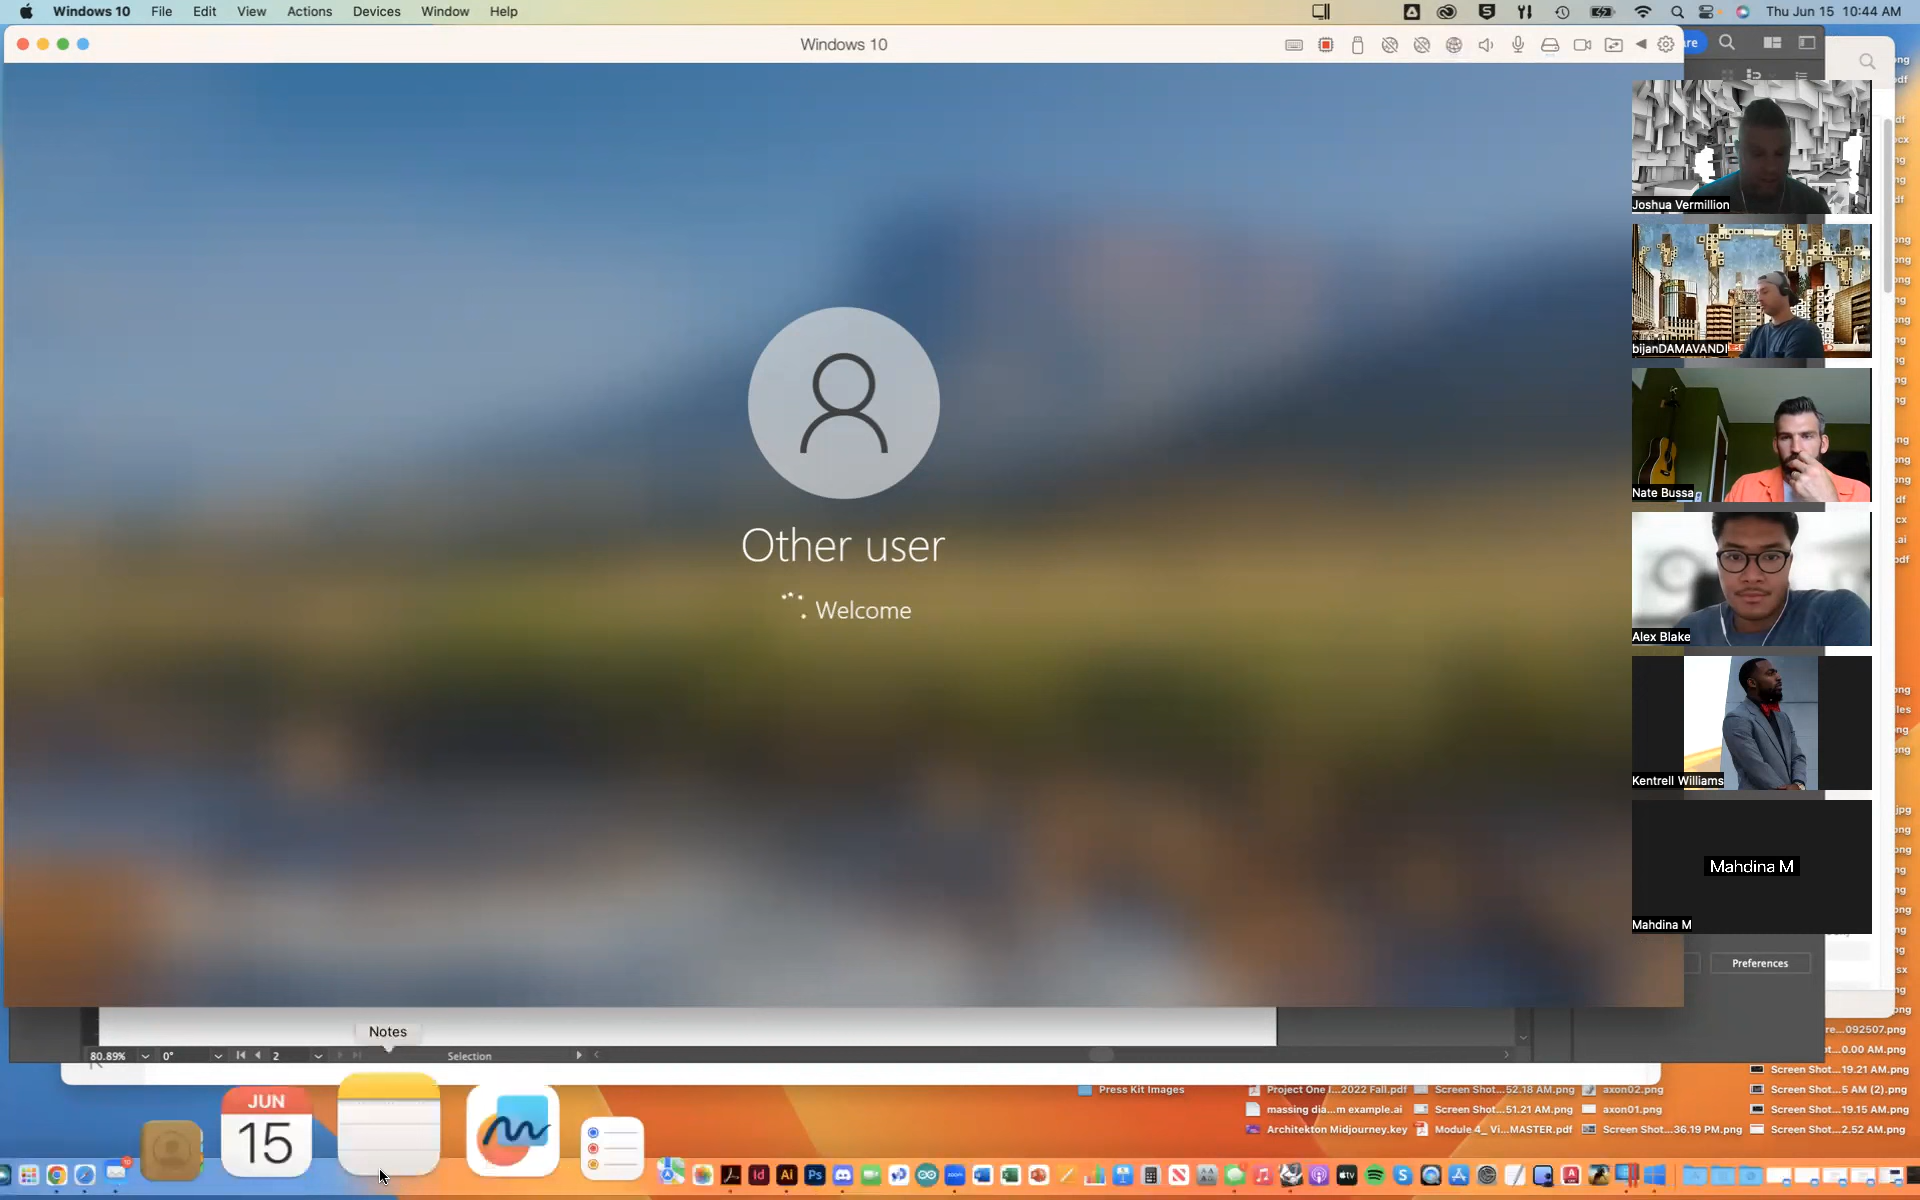 Windows 10 File Edit View Actions Devices Window Help
Thu Jun 15 10:44 AM
Windows 10
Joshua Vermillion
bijanDAMAVANDI
Nate Bussa
Other user
Welcome
Alex Blake
Kentrell Williams
Mahdina M
Mahdina M
Preferences
Notes
80.89% 0° 2 Selection
JUN
15
Press Kit Images
Project One I...2022 Fall.pdf
Screen Shot...52.18 AM.png
axon02.png
massing dia...m example.ai
Screen Shot...51.21 AM.png
axon01.png
Architekton Midjourney.key
Module 4_ Vi...MASTER.pdf
Screen Shot...36.19 PM.png
re...092507.png
t...0.00 AM.png
Screen Shot...19.21 AM.png
Screen Shot...5 AM (2).png
Screen Shot...19.15 AM.png
Screen Shot...2.52 AM.png
Id
Ai
Ps
tv